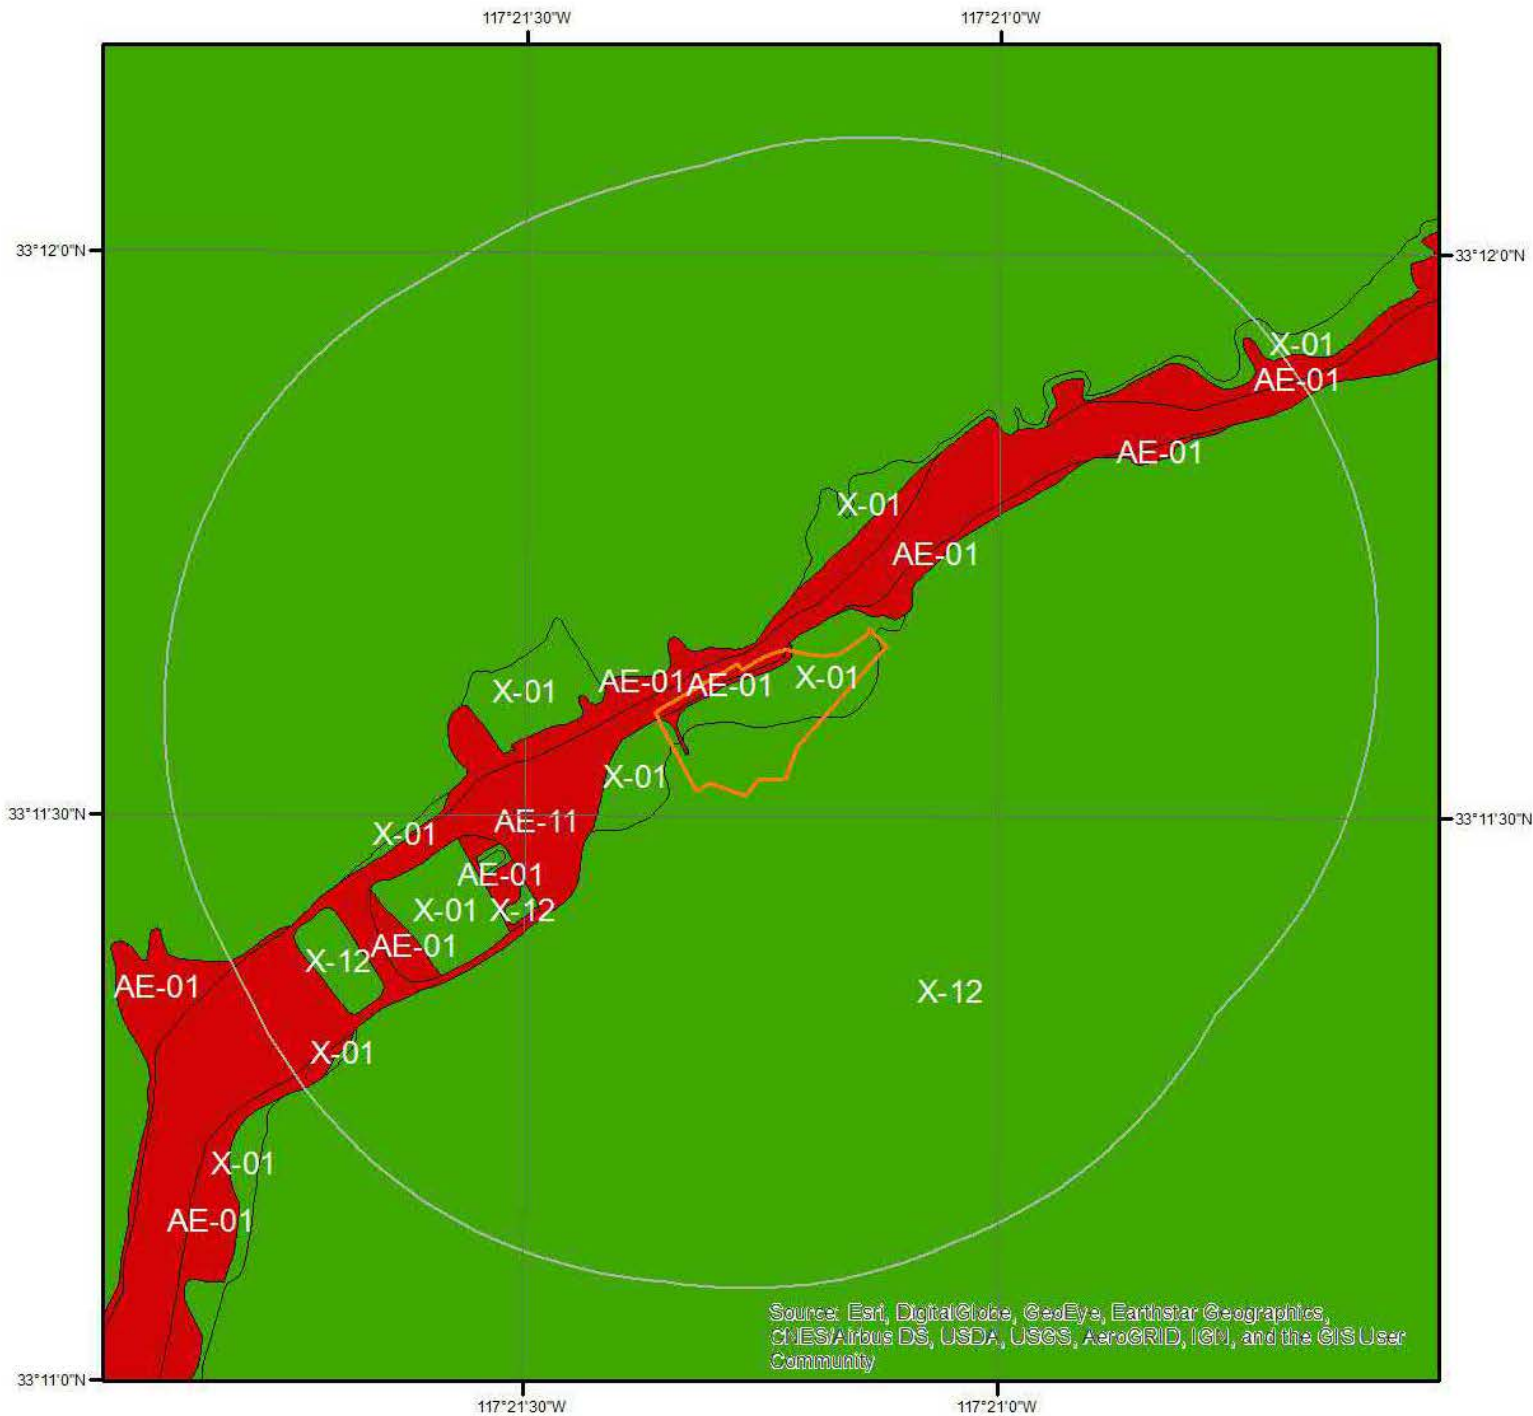 117°21'30"W
117°21'0"W
33°12'0"N
33°12'0"N
X-01
AE-01
AE-01
X-01
AE-01
X-01
AE-01
AE-01
X-01
X-01
33°11'30"N
33°11'30"N
AE-11
X-01
AE-01
X-01
X-12
AE-01
X-12
AE-01
X-12
X-01
X-01
AE-01
Source: Esri, DigitalGlobe, GeoEye, Earthstar Geographics,
CNES/Airbus DS, USDA, USGS, AeroGRID, IGN, and the GIS User
Community
33°11'0"N
117°21'30"W
117°21'0"W